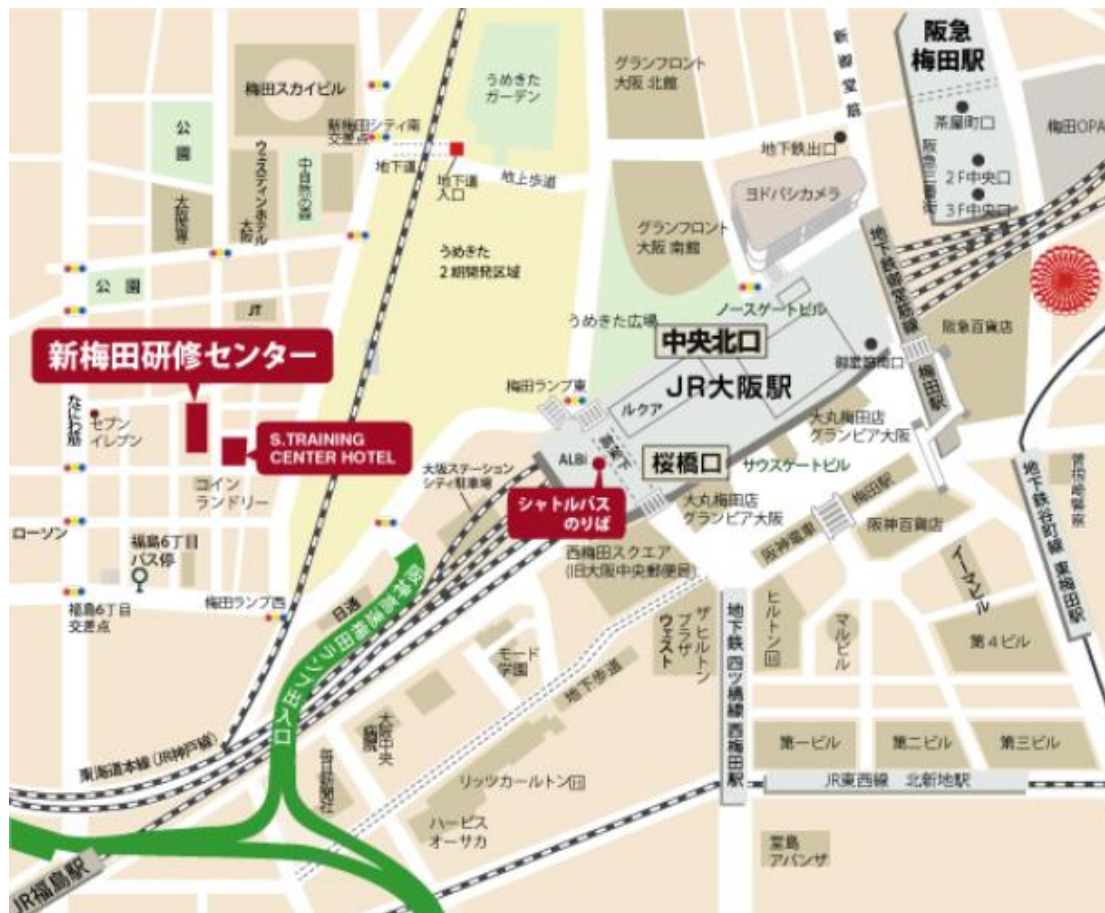 阪急
梅田駅
新御堂筋
グランフロント
大阪 北館
うめきた
ガーデン
梅田スカイビル
新梅田シティ南
交差点
地下道
地下道
入口
地上歩道
地下鉄出口
茶屋町口
梅田OPA
阪急三番街
2F中央口
3F中央口
公園
ウェスティンホテル
大阪
中自然の森
ヨドバシカメラ
グランフロント
大阪 南館
うめきた
2期開発区域
公園
JT
地下鉄御堂筋線
梅田駅
ノースゲートビル
うめきた広場
阪急百貨店
中央北口
JR大阪駅
御堂筋南口
新梅田研修センター
梅田ランプ東
ルクア
なにわ筋
セブン
イレブン
S.TRAINING
CENTER HOTEL
大丸梅田店
グランビア大阪
ALBi
桜橋口
サウスゲートビル
大阪ステーション
シティ駐車場
コイン
ランドリー
シャトルバス
のりば
大丸梅田店
グランビア大阪
阪神電車
梅田駅
阪神百貨店
地下鉄谷町線 東梅田駅
曽根崎警察
ローソン
福島6丁目
バス停
西梅田スクエア
(旧大阪中央郵便局)
イーマビル
福島6丁目
交差点
梅田ランプ西
日通
阪神高速梅田ランプ出入口
モード
学園
地下歩道
ザヒルトン
プラザ
ウェスト
地下鉄 四ツ橋線 西梅田駅
ヒルトンH
マルビル
第4ビル
東海道本線(JR神戸線)
大阪中央
病院
毎日新聞社
リッツカールトンH
第一ビル
第二ビル
第三ビル
JR東西線 北新地駅
ハービス
オーサカ
堂島
アバンザ
JR福島駅